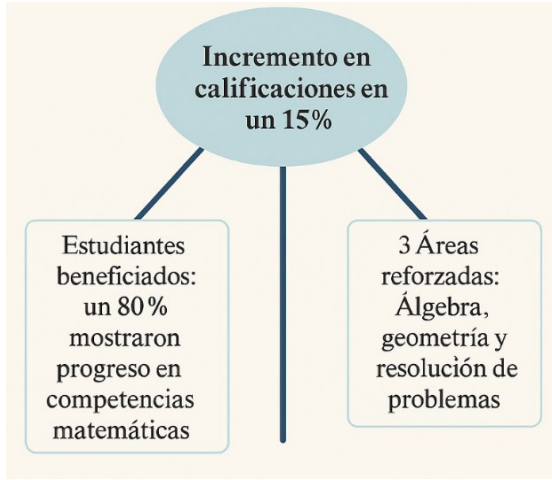 Incremento en
calificaciones en
un 15%
Estudiantes
beneficiados:
un 80%
mostraron
progreso en
competencias
matemáticas
3 Áreas
reforzadas:
Álgebra,
geometría y
resolución de
problemas